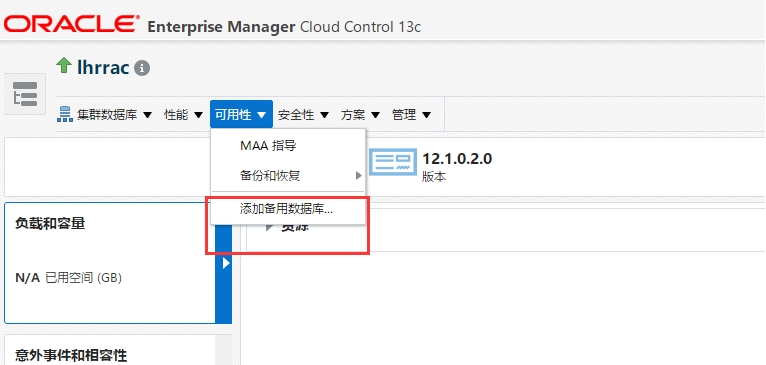 ORACLE® Enterprise Manager Cloud Control 13c
lhrrac
集群数据库 性能 可用性 安全性 方案 管理
MAA 指导
备份和恢复
添加备用数据库...
12.1.0.2.0
版本
负载和容量
资源
N/A 已用空间 (GB)
意外事件和相容性